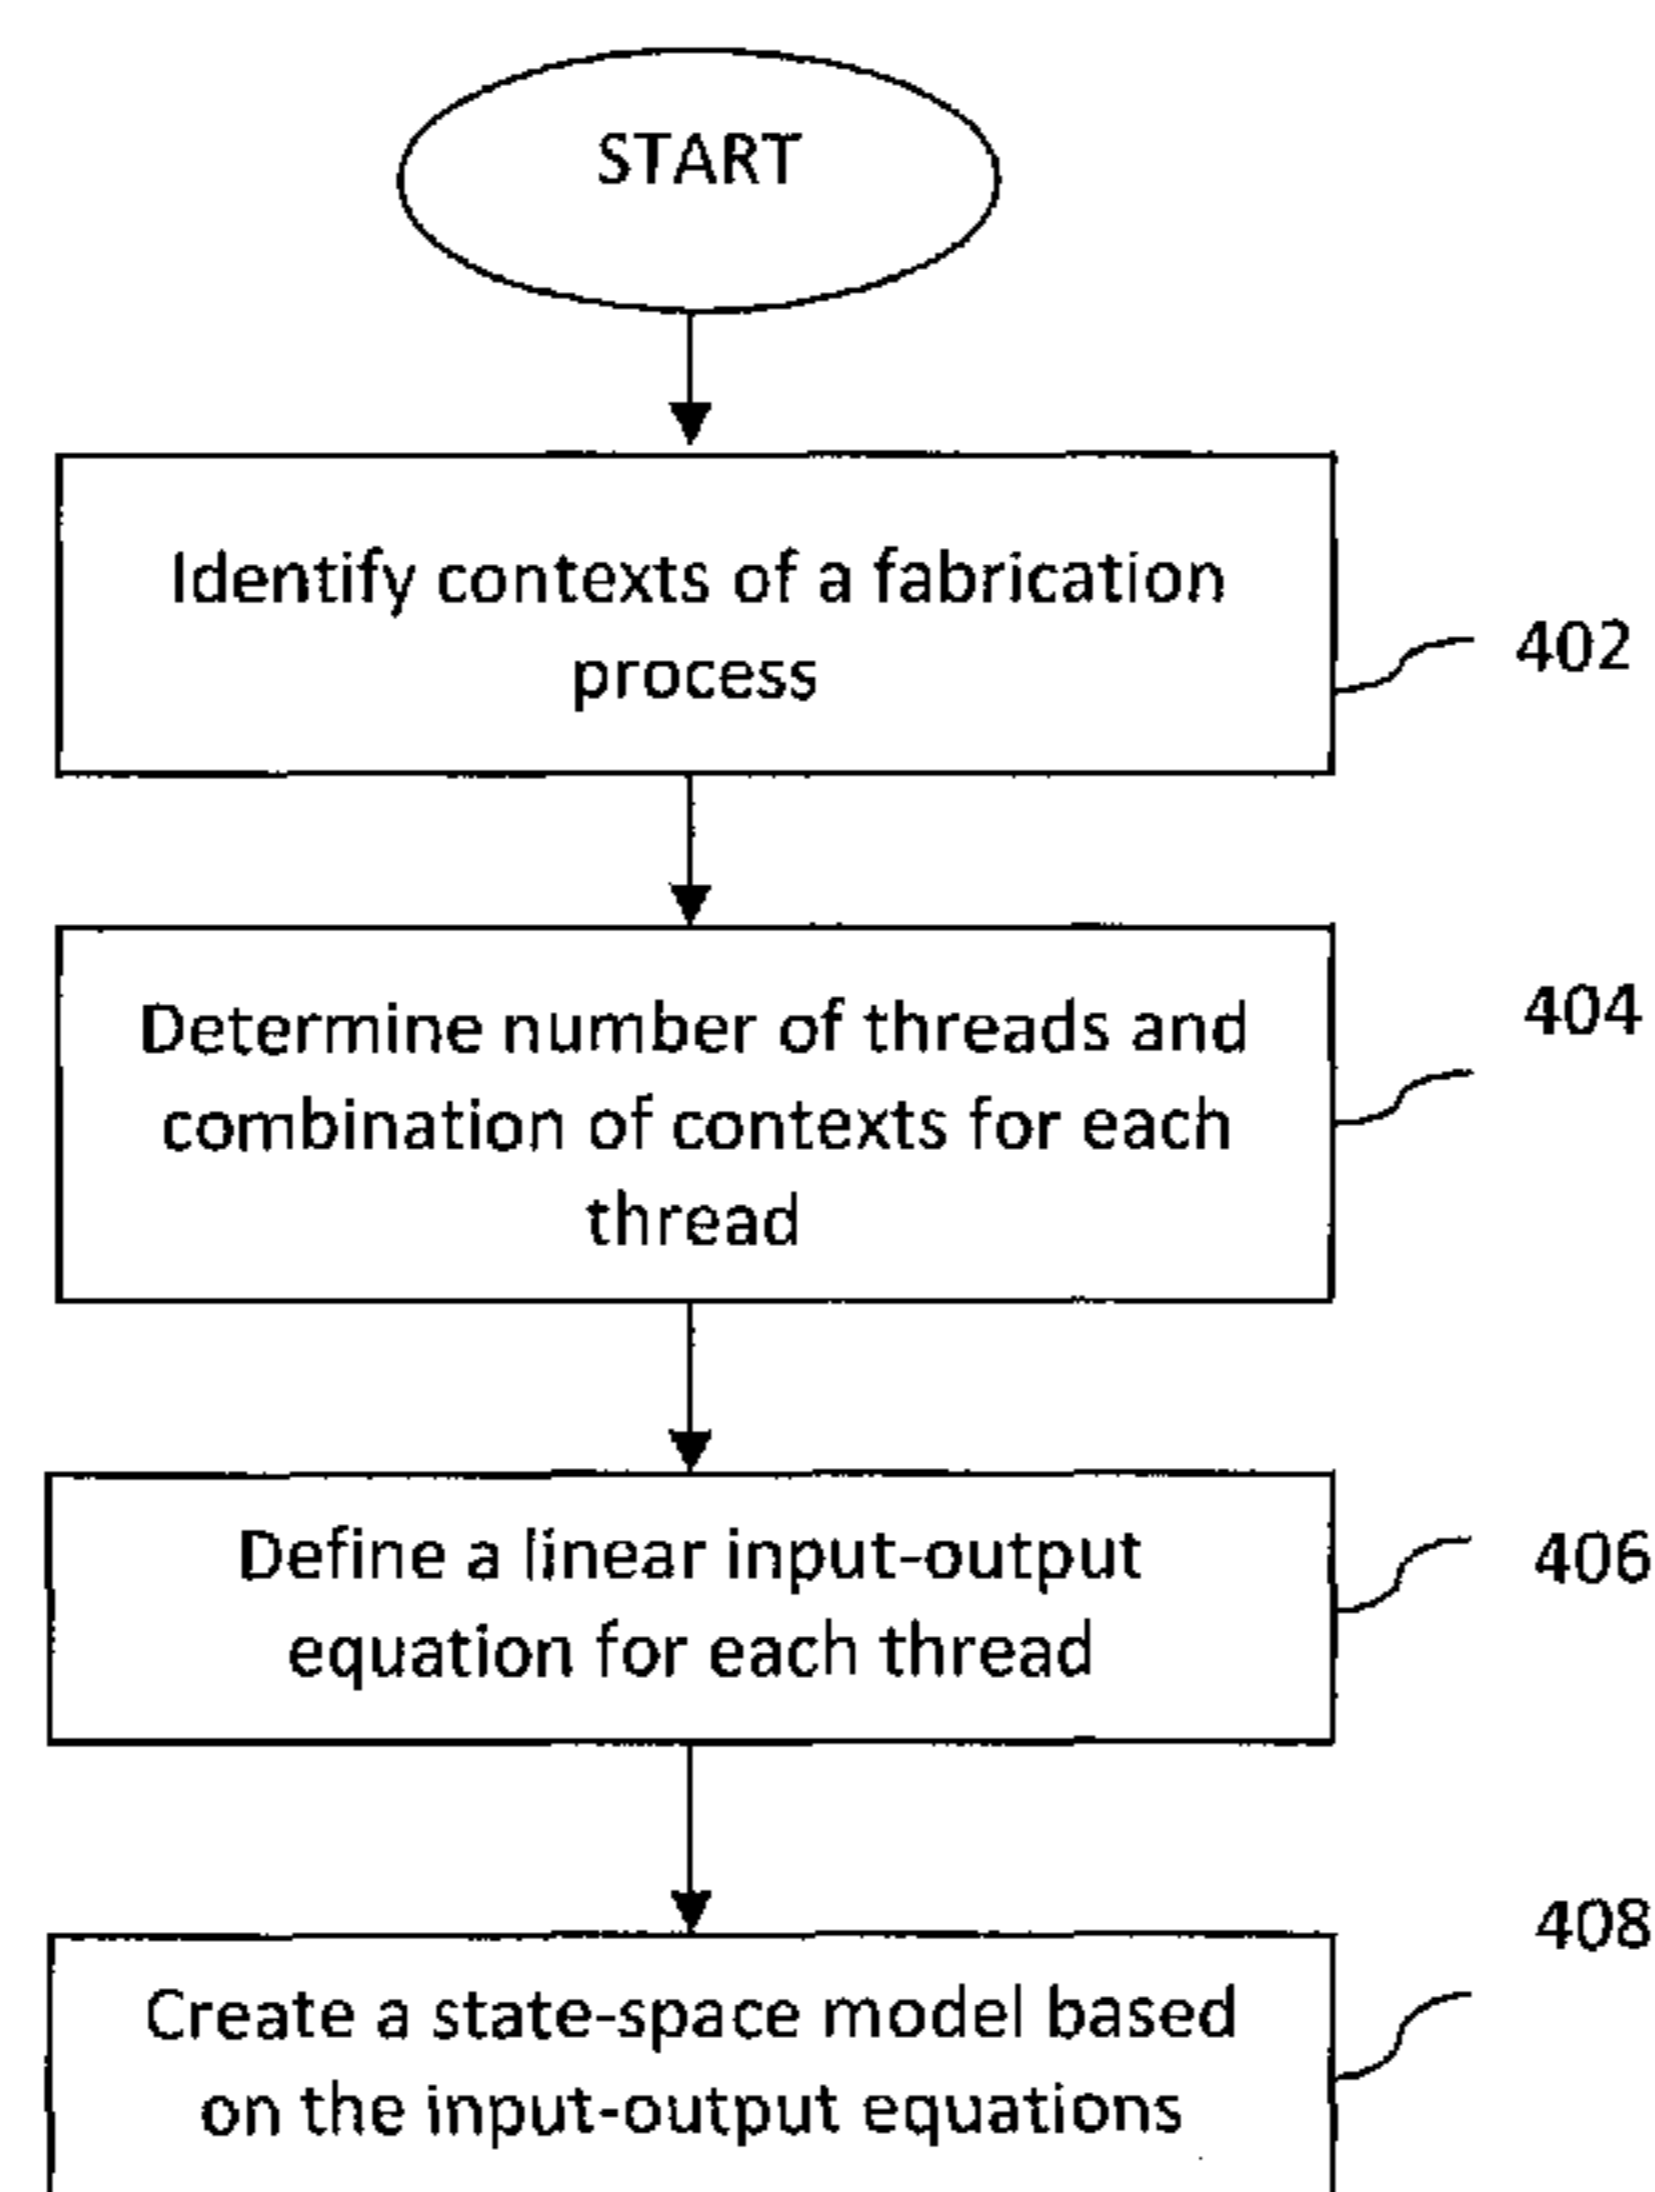 START
Identify contexts of a fabrication
process
402
Determine number of threads and
combination of contexts for each
thread
404
Define a linear input-output
equation for each thread
406
Create a state-space model based
on the input-output equations
408